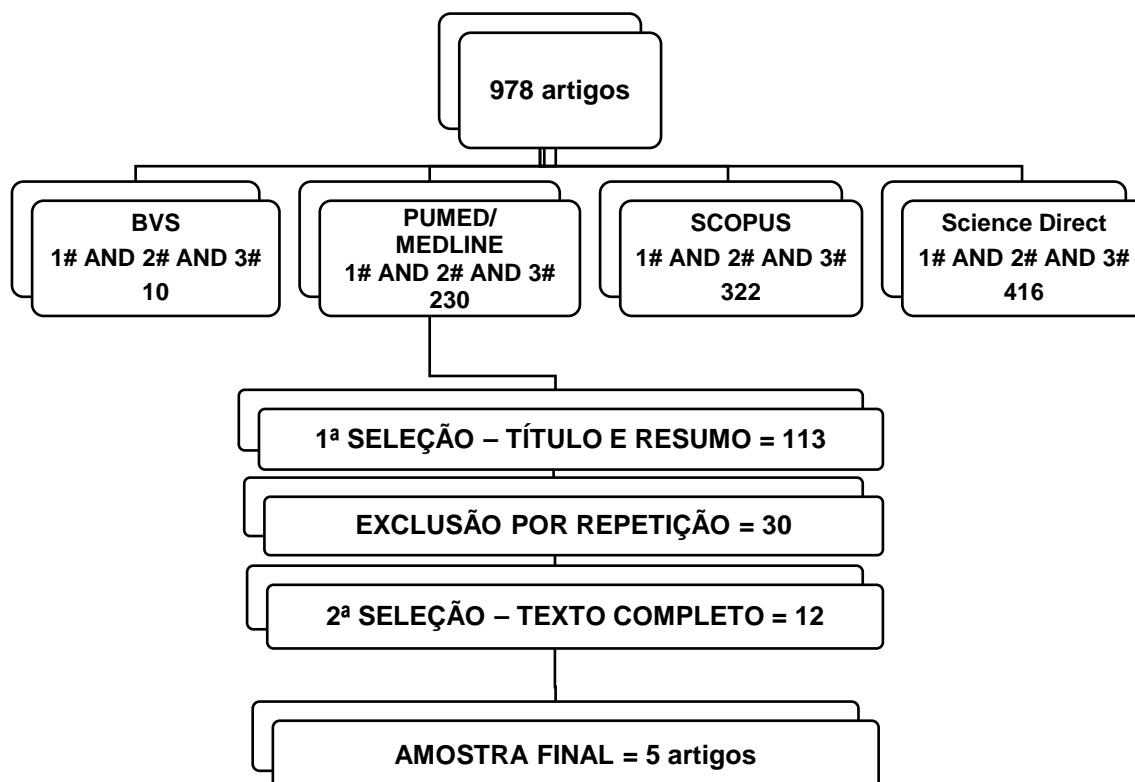 978 artigos
BVS
1# AND 2# AND 3#
10
PUMED/
MEDLINE
1# AND 2# AND 3#
230
SCOPUS
1# AND 2# AND 3#
322
Science Direct
1# AND 2# AND 3#
416
1ª SELEÇÃO – TÍTULO E RESUMO = 113
EXCLUSÃO POR REPETIÇÃO = 30
2ª SELEÇÃO – TEXTO COMPLETO = 12
AMOSTRA FINAL = 5 artigos